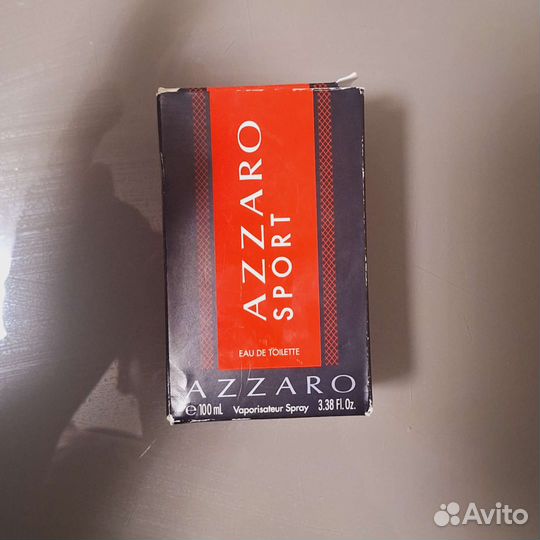 AZZARO
SPORT
EAU DE TOILETTE
AZZARO
e 100 ml. Vaporisateur Spray 3.38 Fl. Oz.
Avito